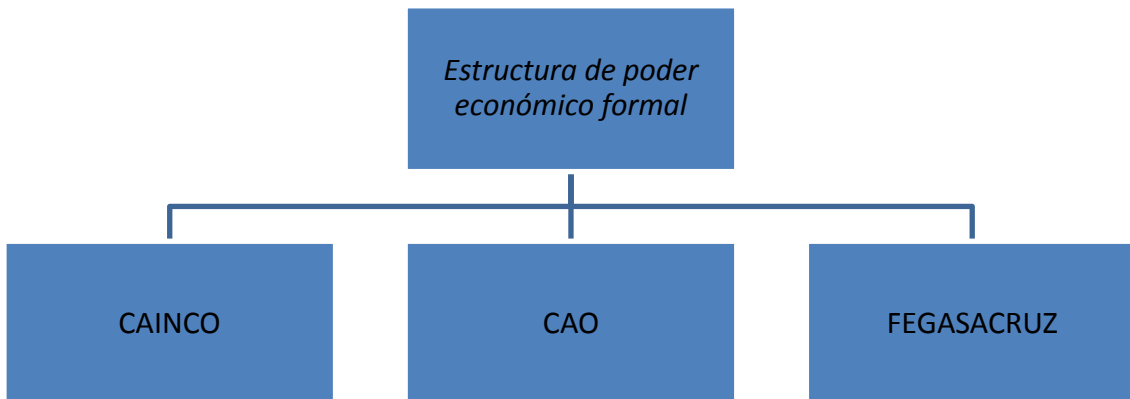 Estructura de poder
económico formal
CAINCO
CAO
FEGASACRUZ